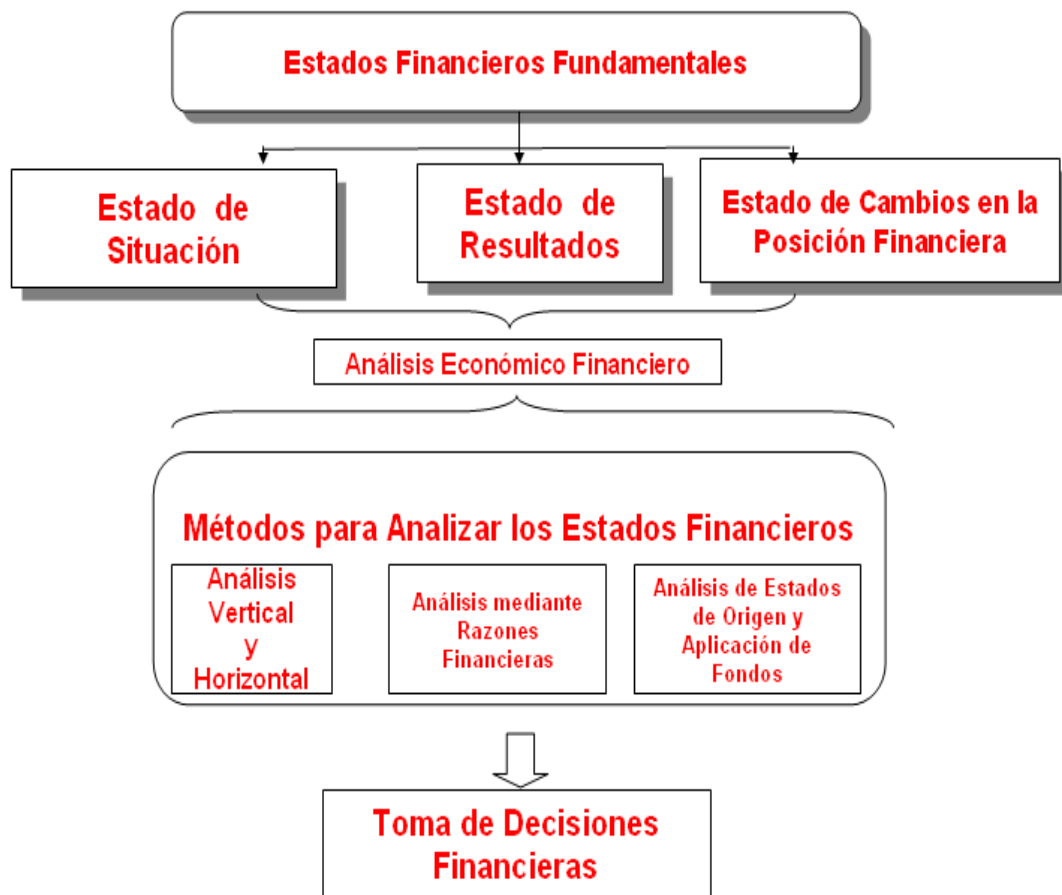 Estados Financieros Fundamentales
Estado de
Situación
Estado de
Resultados
Estado de Cambios en la
Posición Financiera
Análisis Económico Financiero
Métodos para Analizar los Estados Financieros
Análisis
Vertical
y
Horizontal
Análisis mediante
Razones
Financieras
Análisis de Estados
de Origen y
Aplicación de
Fondos
Toma de Decisiones
Financieras